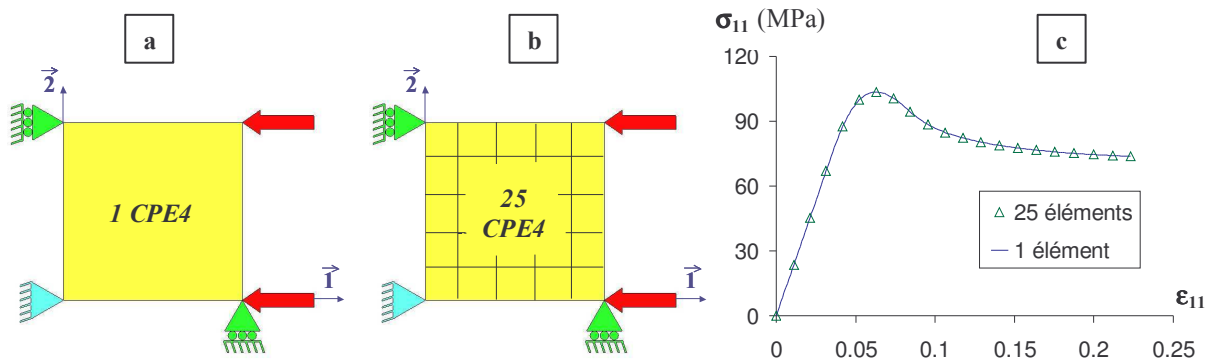 a
2
1 CPE4
1
b
2
25
CPE4
1
σ11 (MPa)
c
120
90
60
30
0
0
0.05
0.1
0.15
0.2
0.25
ε11
25 éléments
1 élément